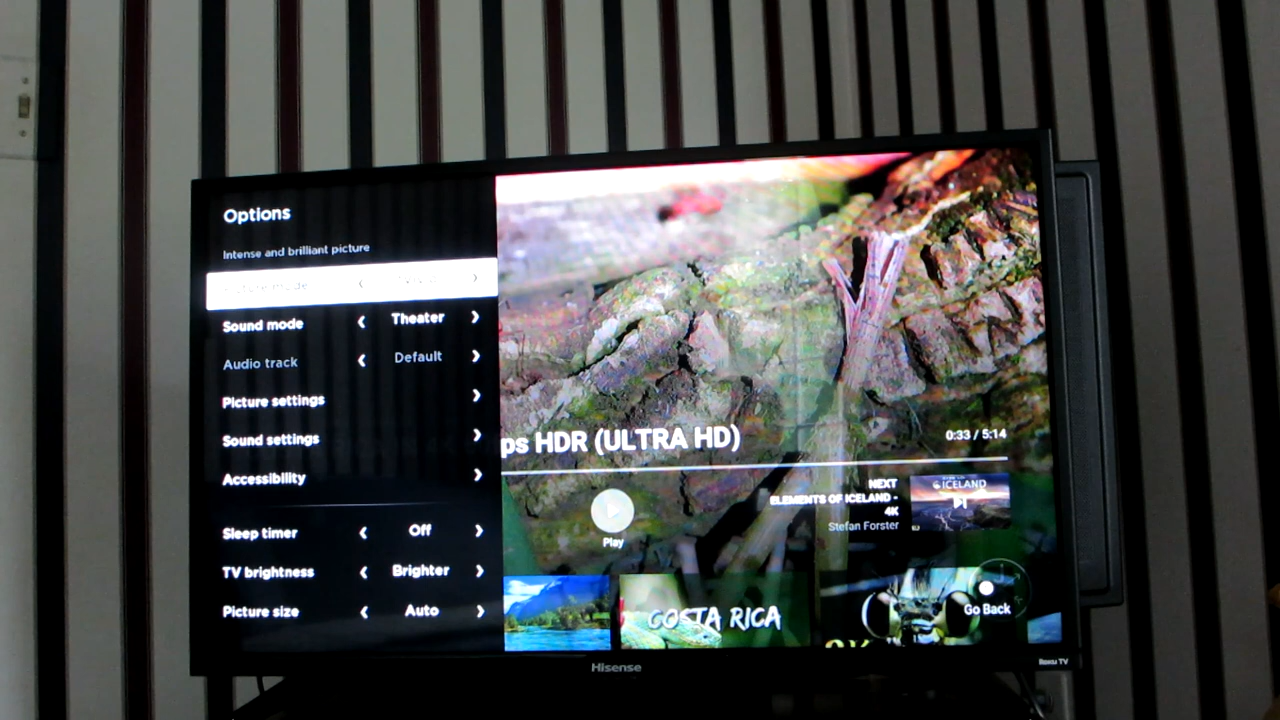 Options
Intense and brilliant picture
Picture mode
Sound mode Theater
Audio track Default
Picture settings
Sound settings
Accessibility
Sleep timer Off
TV brightness Brighter
Picture size Auto
ps HDR (ULTRA HD)
0:33 / 5:14
Play
NEXT
ELEMENTS OF ICELAND -
4K
Stefan Forster
ICELAND
COSTA RICA
Go Back
Hisense
Roku TV